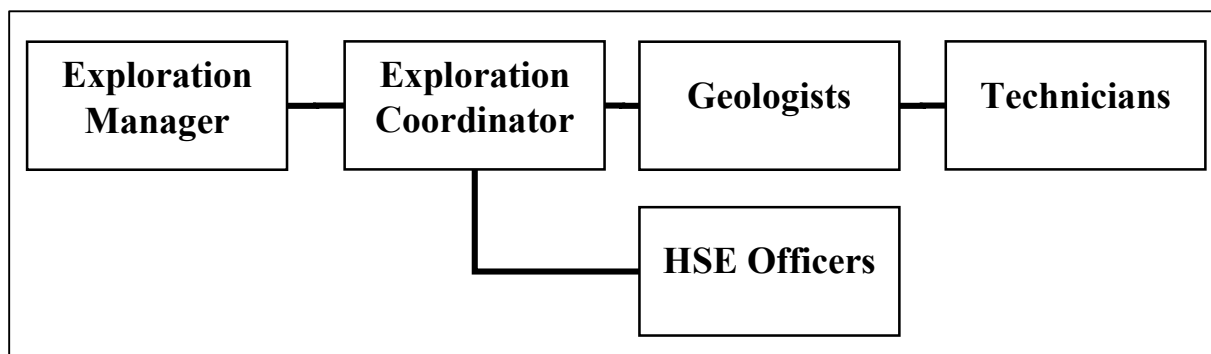 Exploration
Manager
Exploration
Coordinator
Geologists
Technicians
HSE Officers